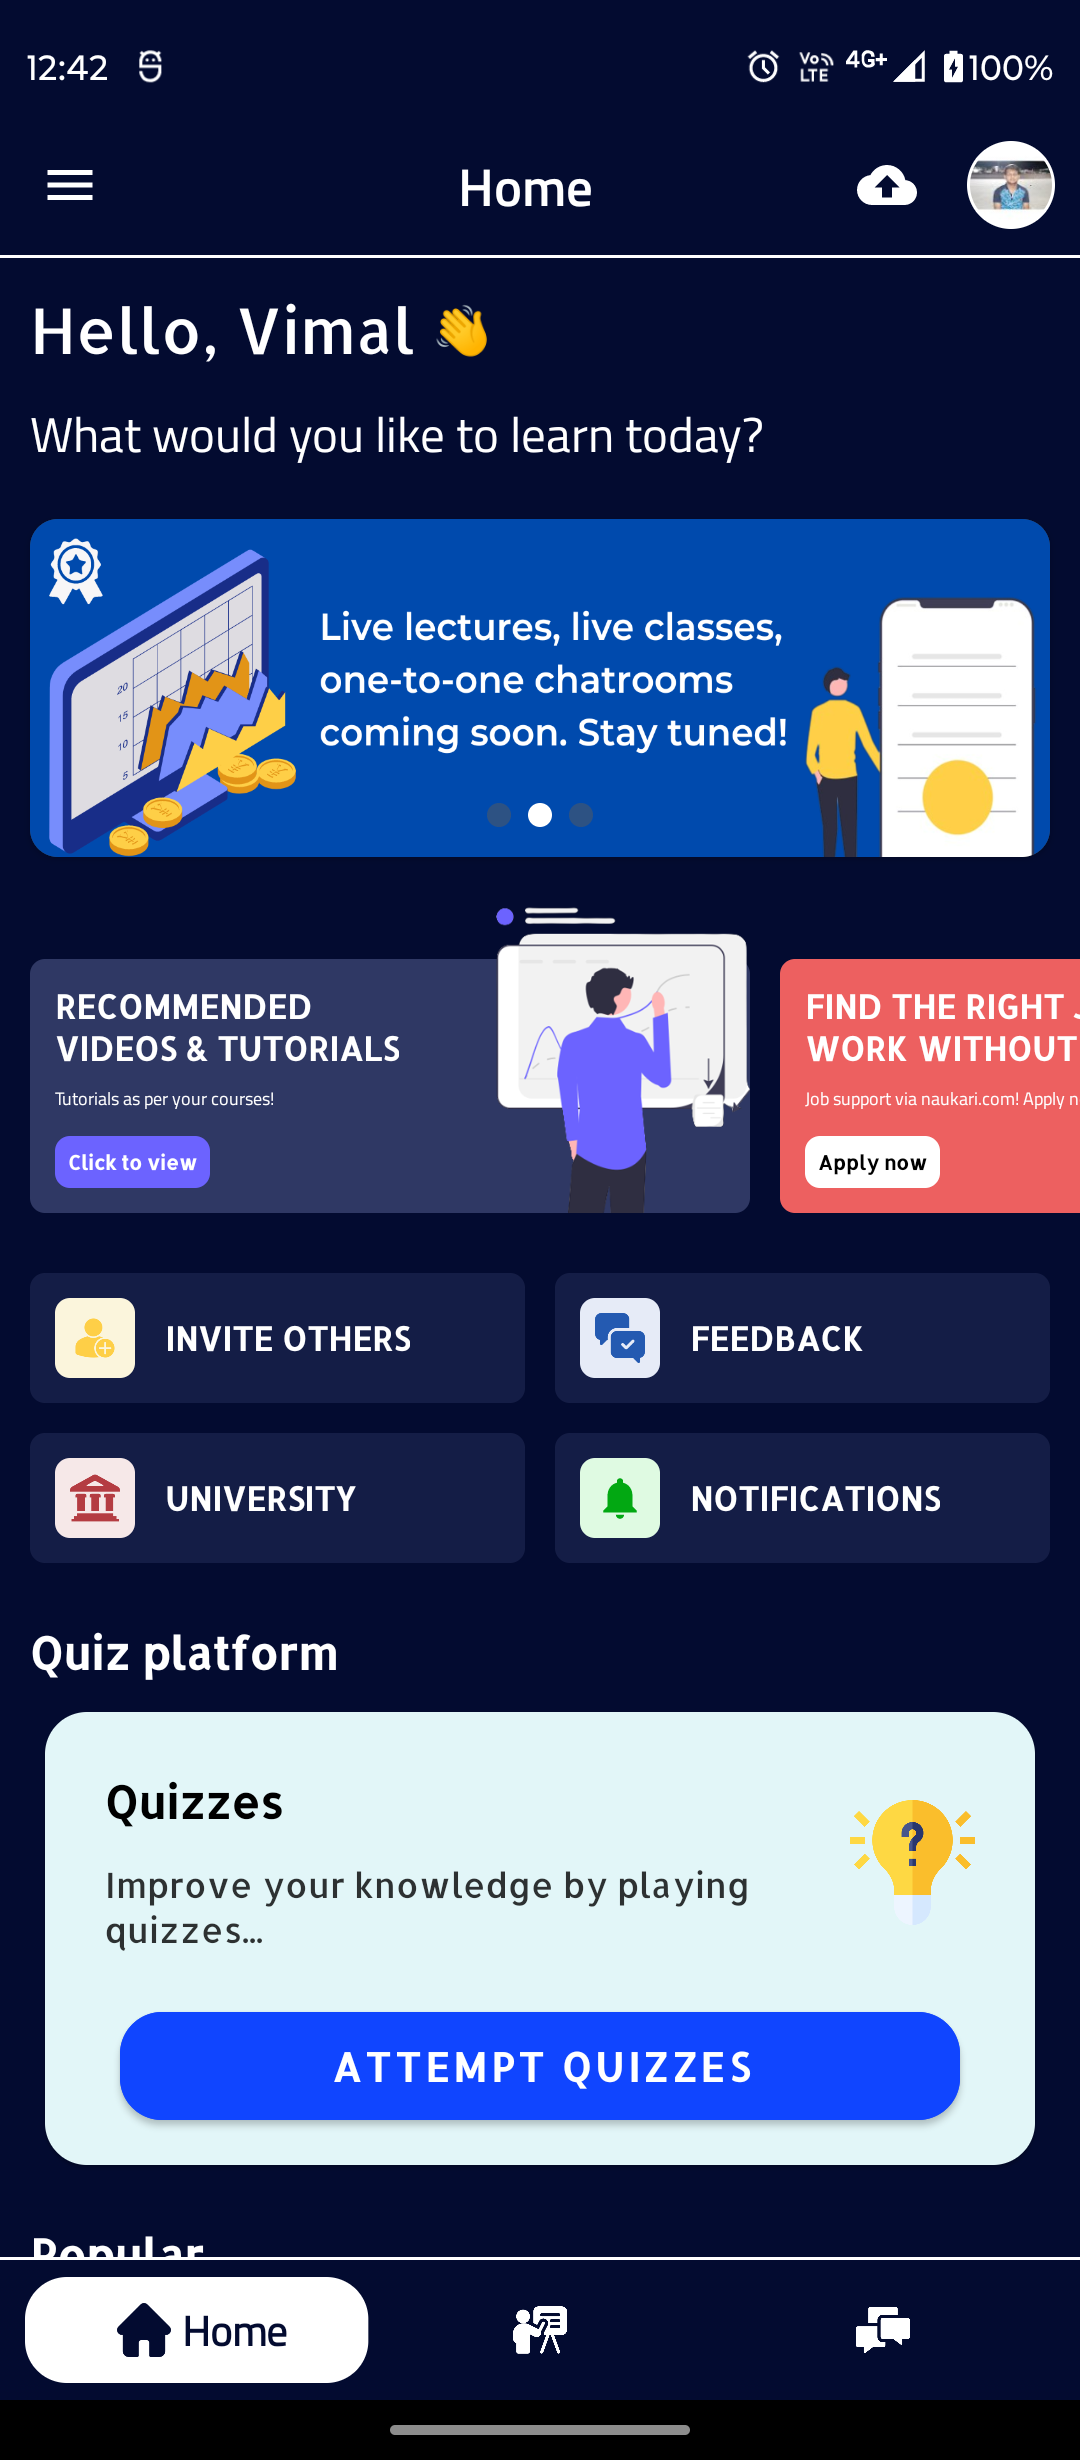 12:42
Vo LTE 4G+ 100%
Home
Hello, Vimal 👋
What would you like to learn today?
20
15
10
5
Live lectures, live classes,
one-to-one chatrooms
coming soon. Stay tuned!
RECOMMENDED
VIDEOS & TUTORIALS
Tutorials as per your courses!
Click to view
FIND THE RIGHT
WORK WITHOUT
Job support via naukari.com! Apply
Apply now
INVITE OTHERS
FEEDBACK
UNIVERSITY
NOTIFICATIONS
Quiz platform
Quizzes
Improve your knowledge by playing
quizzes...
?
ATTEMPT QUIZZES
Popular
Home